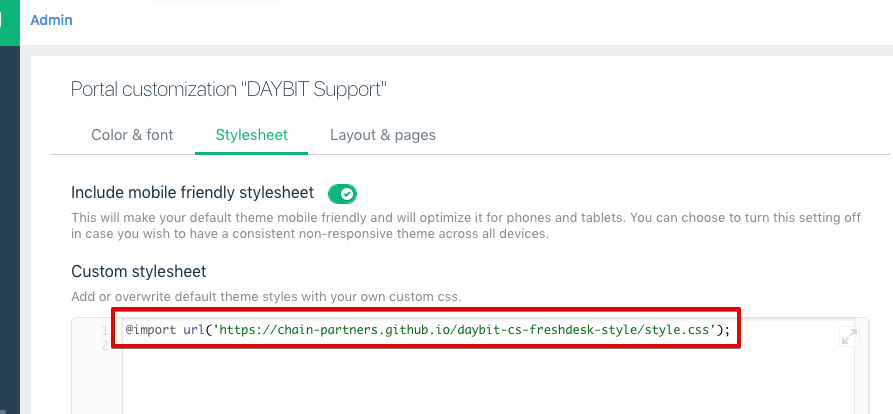 Admin
Portal customization "DAYBIT Support"
Color & font
Stylesheet
Layout & pages
Include mobile friendly stylesheet
This will make your default theme mobile friendly and will optimize it for phones and tablets. You can choose to turn this setting off
in case you wish to have a consistent non-responsive theme across all devices.
Custom stylesheet
Add or overwrite default theme styles with your own custom css.
1 @import url('https://chain-partners.github.io/daybit-cs-freshdesk-style/style.css');
2